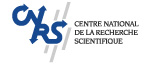 CNRS
CENTRE NATIONAL
DE LA RECHERCHE
SCIENTIFIQUE